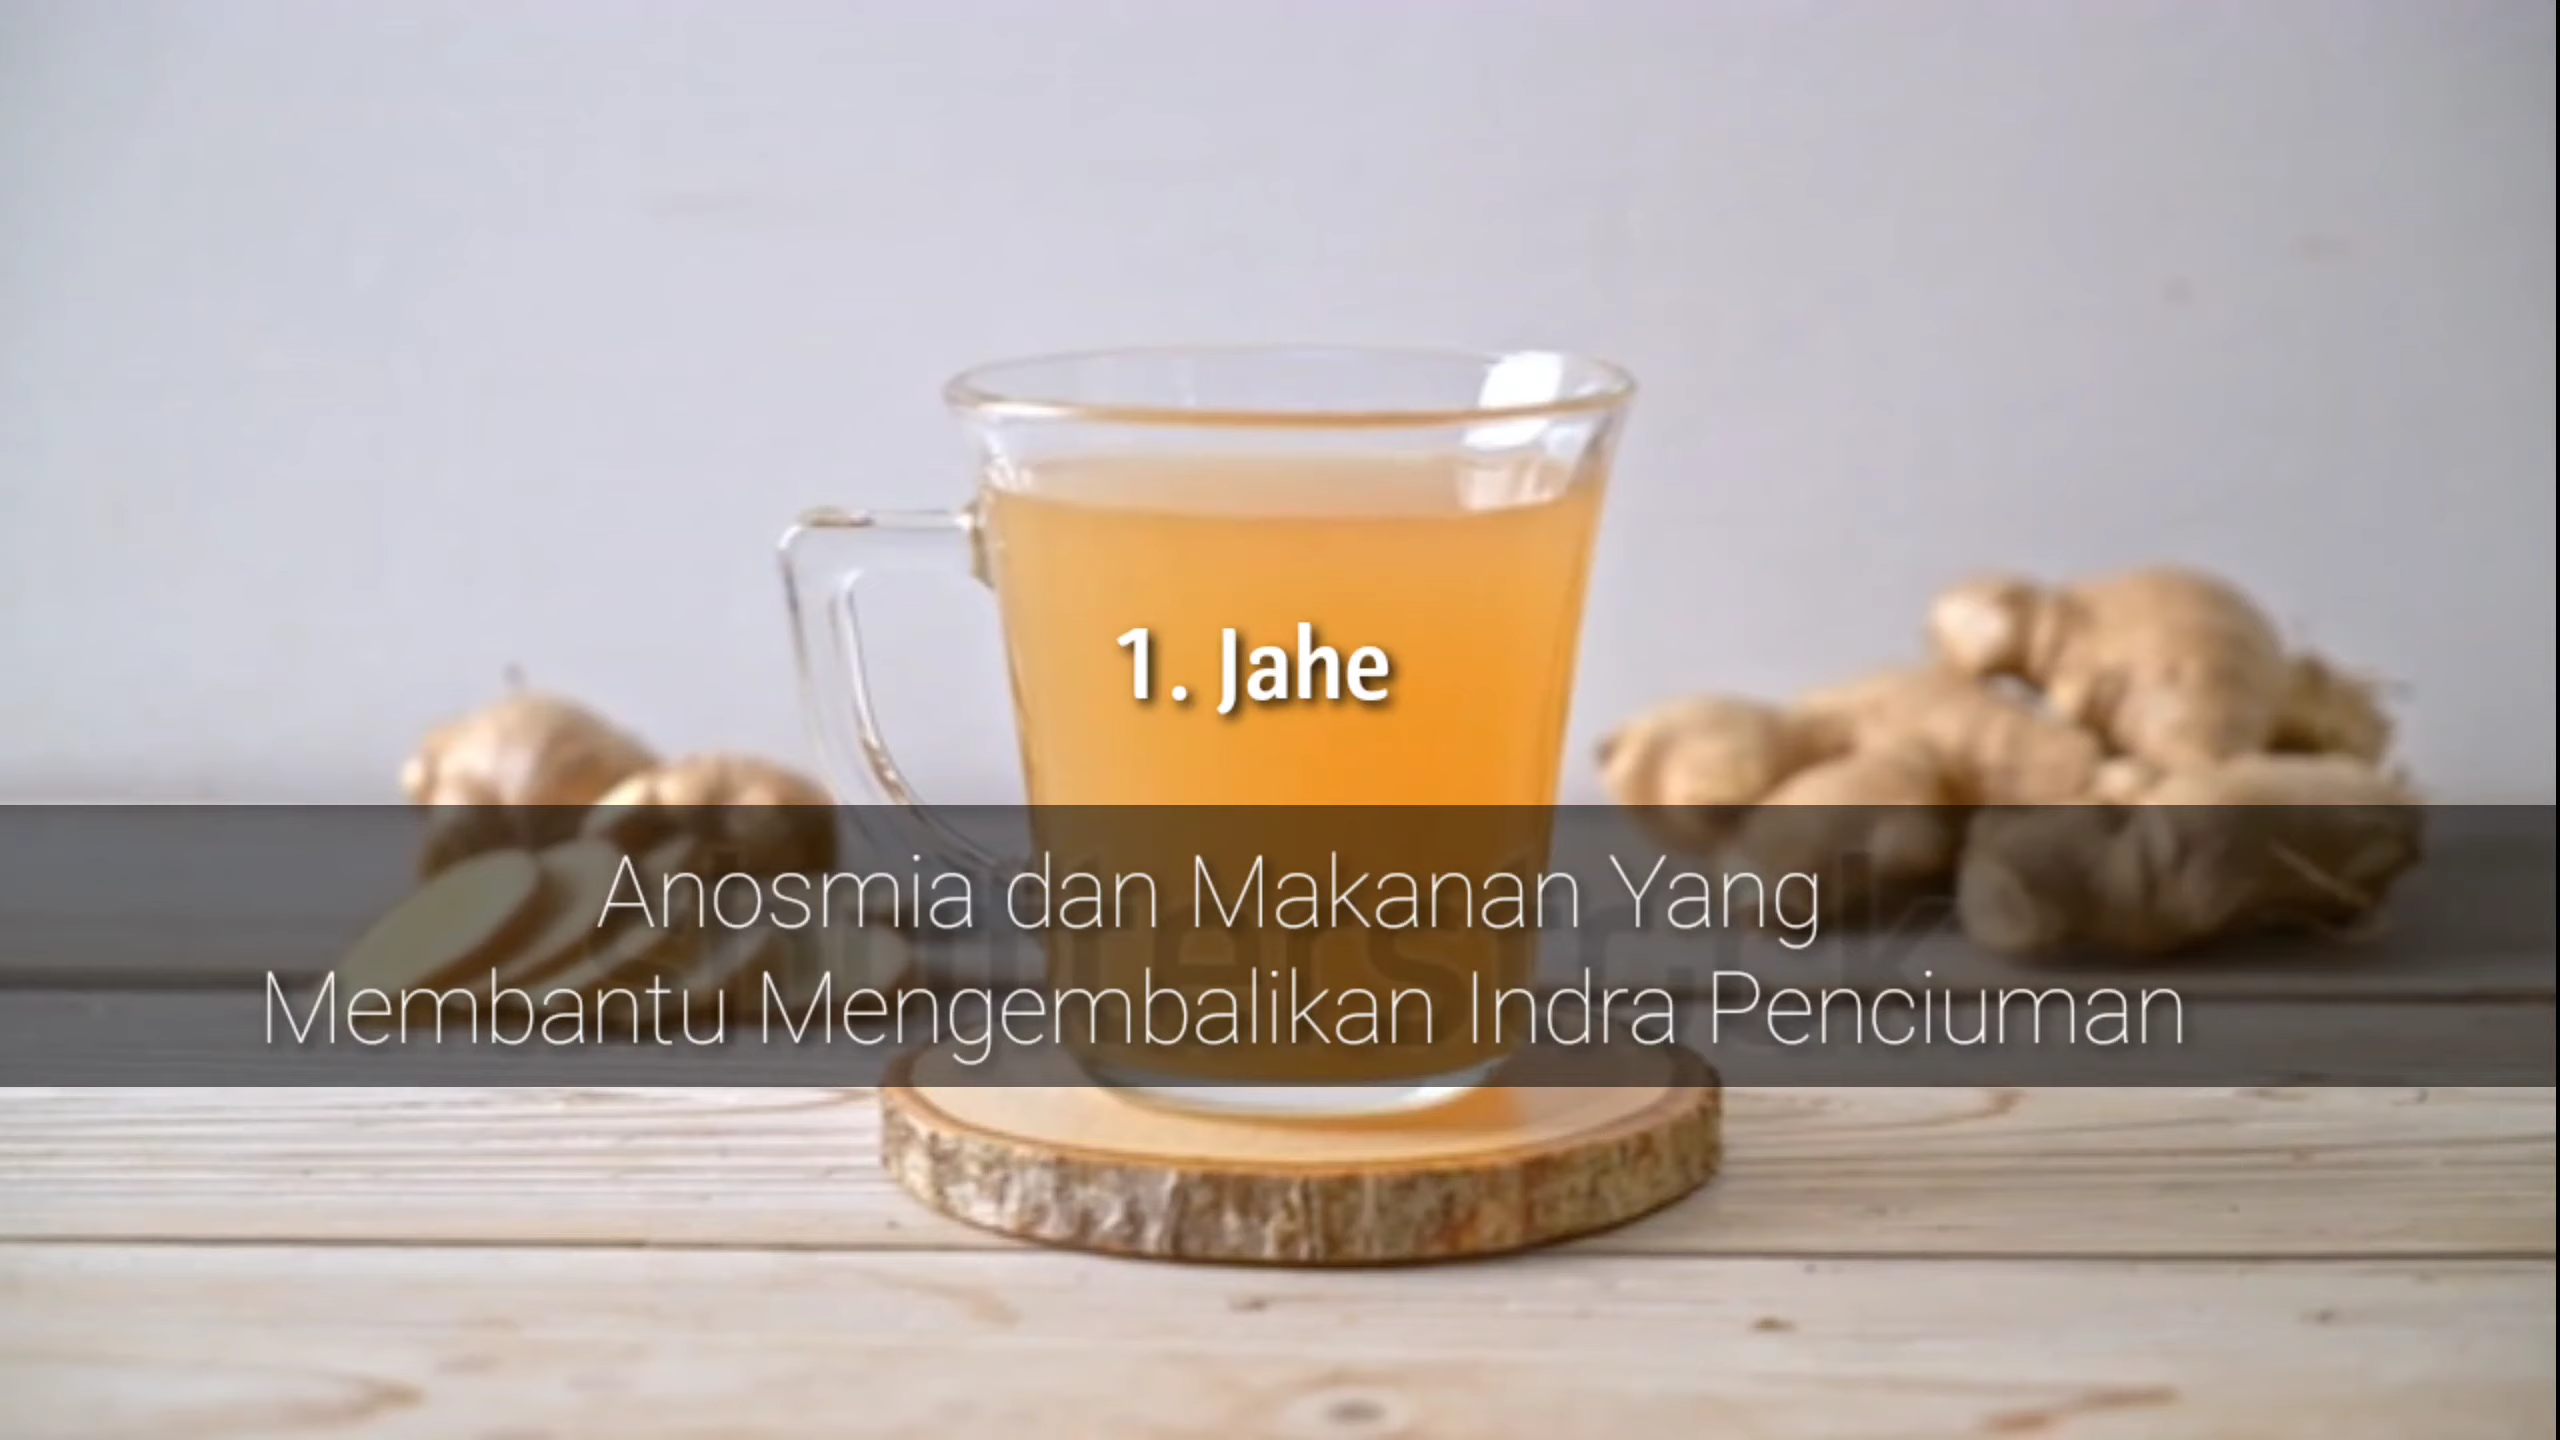 1. Jahe
Anosmia dan Makanan Yang
Membantu Mengembalikan Indra Penciuman